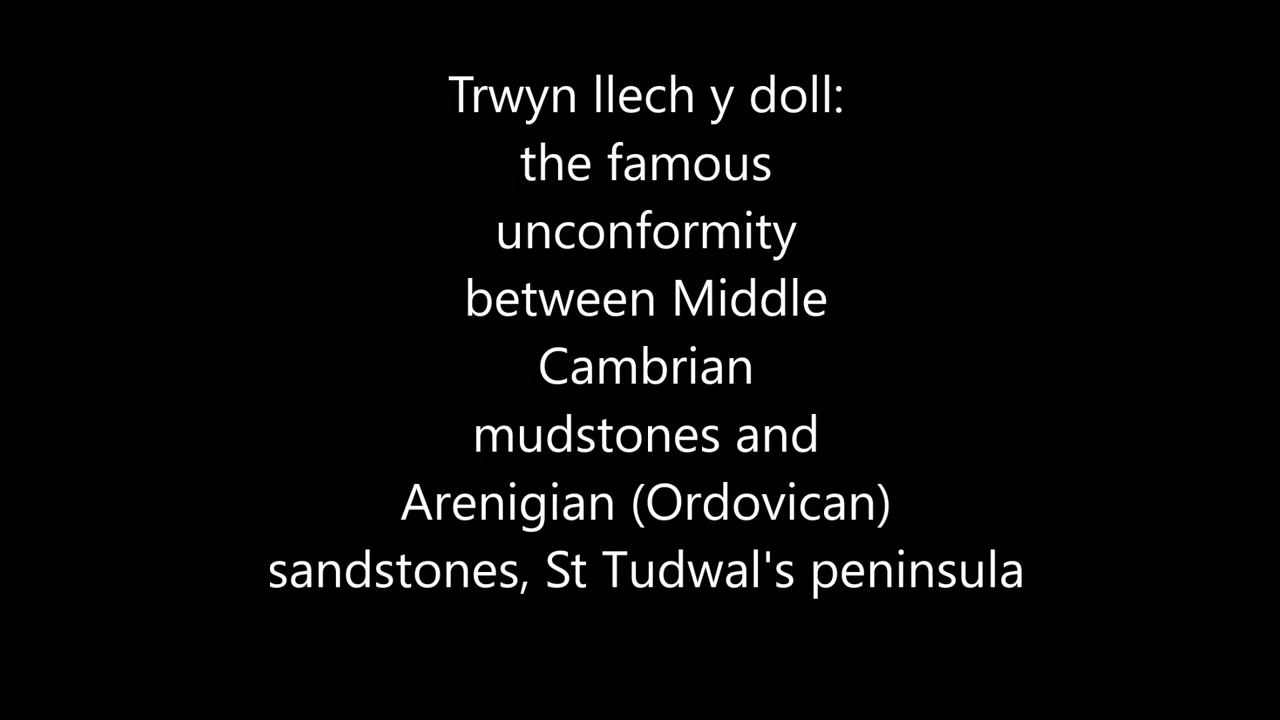 Trwyn llech y doll:
the famous
unconformity
between Middle
Cambrian
mudstones and
Arenigian (Ordovican)
sandstones, St Tudwal's peninsula